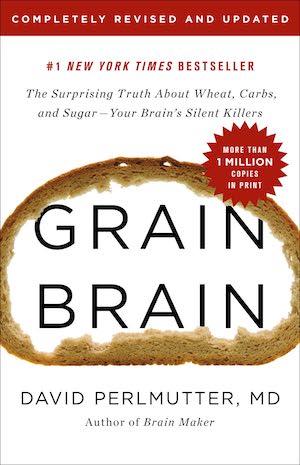 COMPLETELY REVISED AND UPDATED
#1 NEW YORK TIMES BESTSELLER
The Surprising Truth About Wheat, Carbs,
and Sugar—Your Brain's Silent Killers
MORE THAN
1 MILLION
COPIES
IN PRINT
GRAIN
BRAIN
DAVID PERLMUTTER, MD
Author of Brain Maker